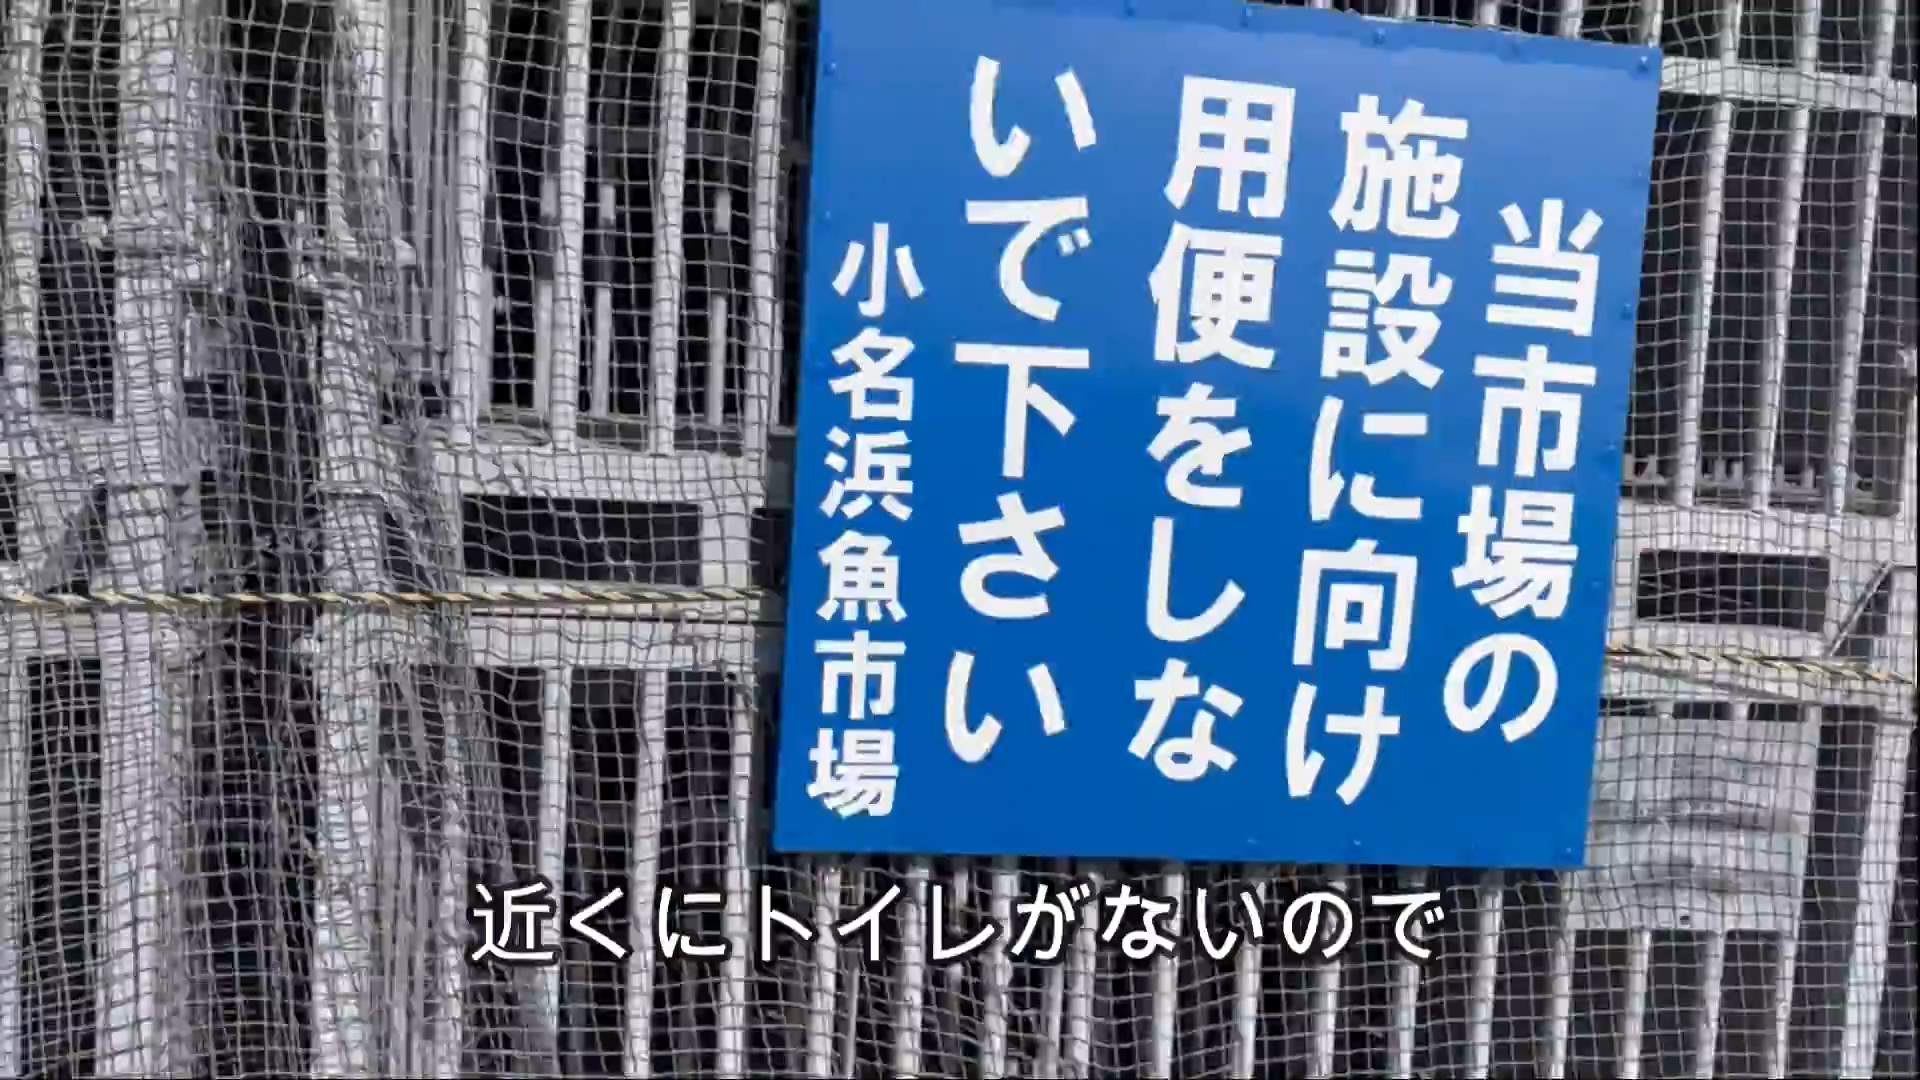 当市場の
施設に向け
用便をしな
いで下さい
小名浜魚市場
近くにトイレがないので